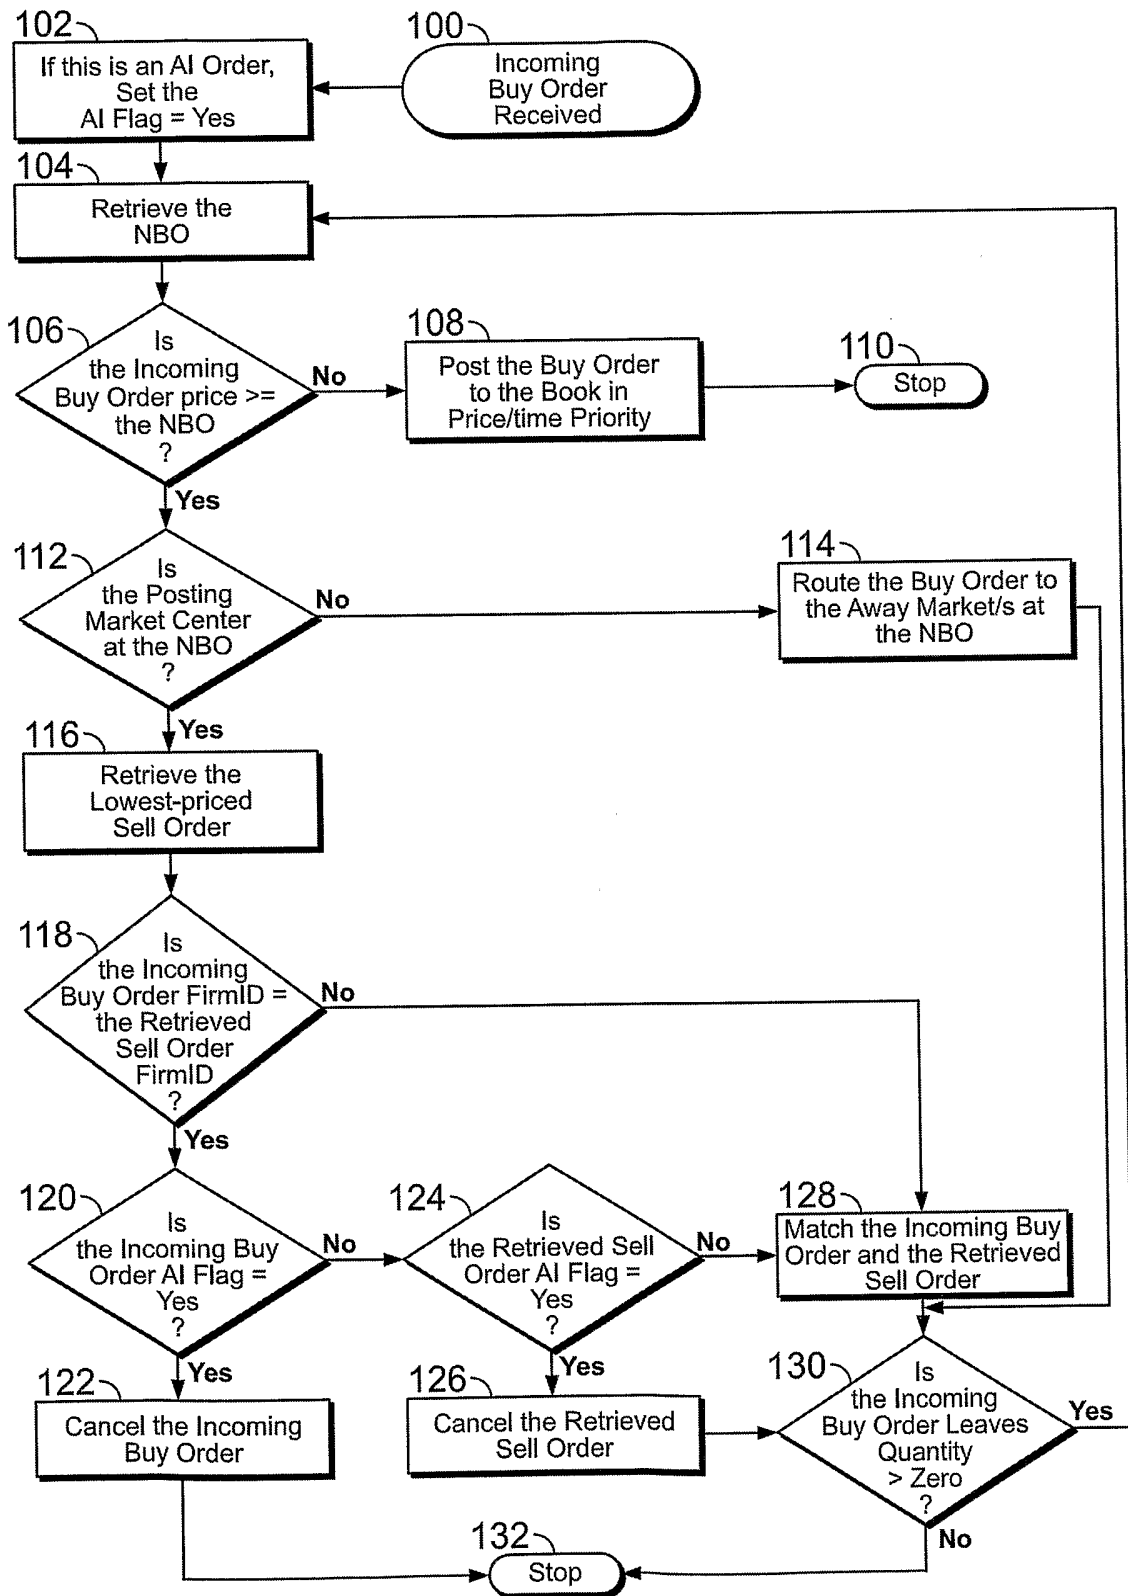 102
If this is an AI Order,
Set the
AI Flag = Yes
100
Incoming
Buy Order
Received
104
Retrieve the
NBO
106
Is
the Incoming
Buy Order price >=
the NBO
?
No
108
Post the Buy Order
to the Book in
Price/time Priority
110
Stop
Yes
112
Is
the Posting
Market Center
at the NBO
?
No
114
Route the Buy Order to
the Away Market/s at
the NBO
Yes
116
Retrieve the
Lowest-priced
Sell Order
118
Is
the Incoming
Buy Order FirmID =
the Retrieved
Sell Order
FirmID
?
No
Yes
120
Is
the Incoming Buy
Order AI Flag =
Yes
?
No
124
Is
the Retrieved Sell
Order AI Flag =
Yes
?
No
128
Match the Incoming Buy
Order and the Retrieved
Sell Order
Yes
122
Cancel the Incoming
Buy Order
Yes
126
Cancel the Retrieved
Sell Order
130
Is
the Incoming
Buy Order Leaves
Quantity
> Zero
?
Yes
No
132
Stop